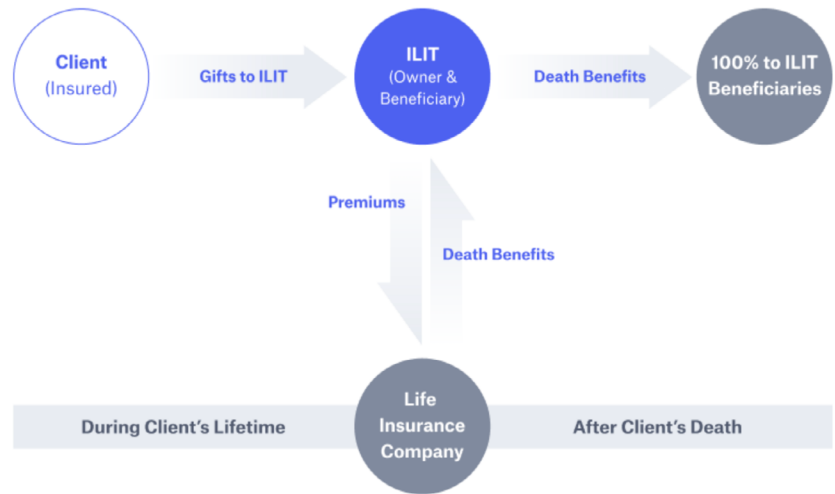 Client
(Insured)
Gifts to ILIT
ILIT
(Owner &
Beneficiary)
Death Benefits
100% to ILIT
Beneficiaries
Premiums
Death Benefits
During Client's Lifetime
Life
Insurance
Company
After Client's Death